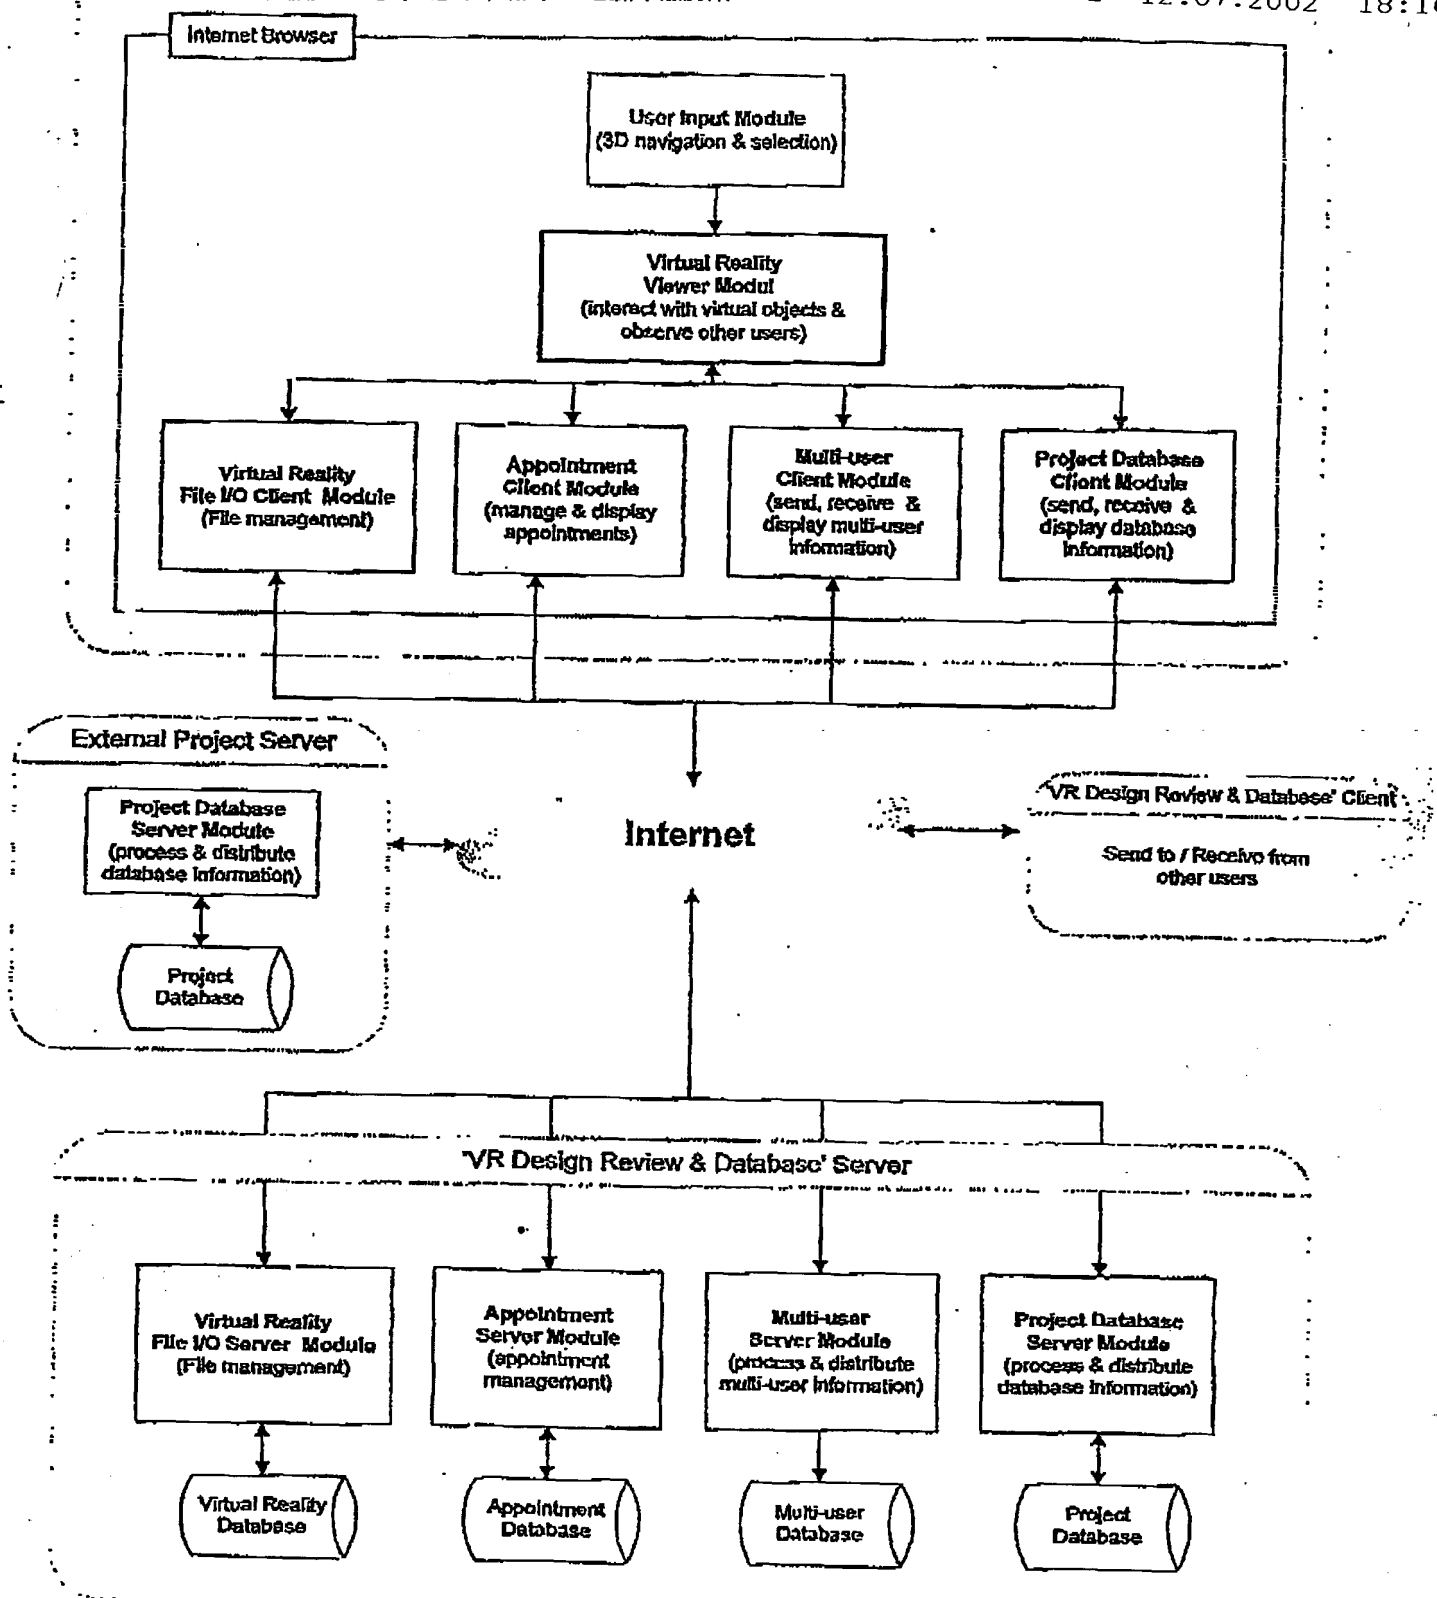 12.07.2002 18:1
Internet Browser
User Input Module
(3D navigation & selection)
Virtual Reality
Viewer Modul
(interact with virtual objects &
observe other users)
Virtual Reality
File I/O Client Module
(File management)
Appointment
Client Module
(manage & display
appointments)
Multi-user
Client Module
(send, receive &
display multi-user
information)
Project Database
Client Module
(send, receive &
display database
information)
External Project Server
Project Database
Server Module
(process & distribute
database information)
Project
Database
Internet
'VR Design Review & Database' Client
Send to / Receive from
other users
'VR Design Review & Database' Server
Virtual Reality
File I/O Server Module
(File management)
Appointment
Server Module
(appointment
management)
Multi-user
Server Module
(process & distribute
multi-user information)
Project Database
Server Module
(process & distribute
database information)
Virtual Reality
Database
Appointment
Database
Multi-user
Database
Project
Database